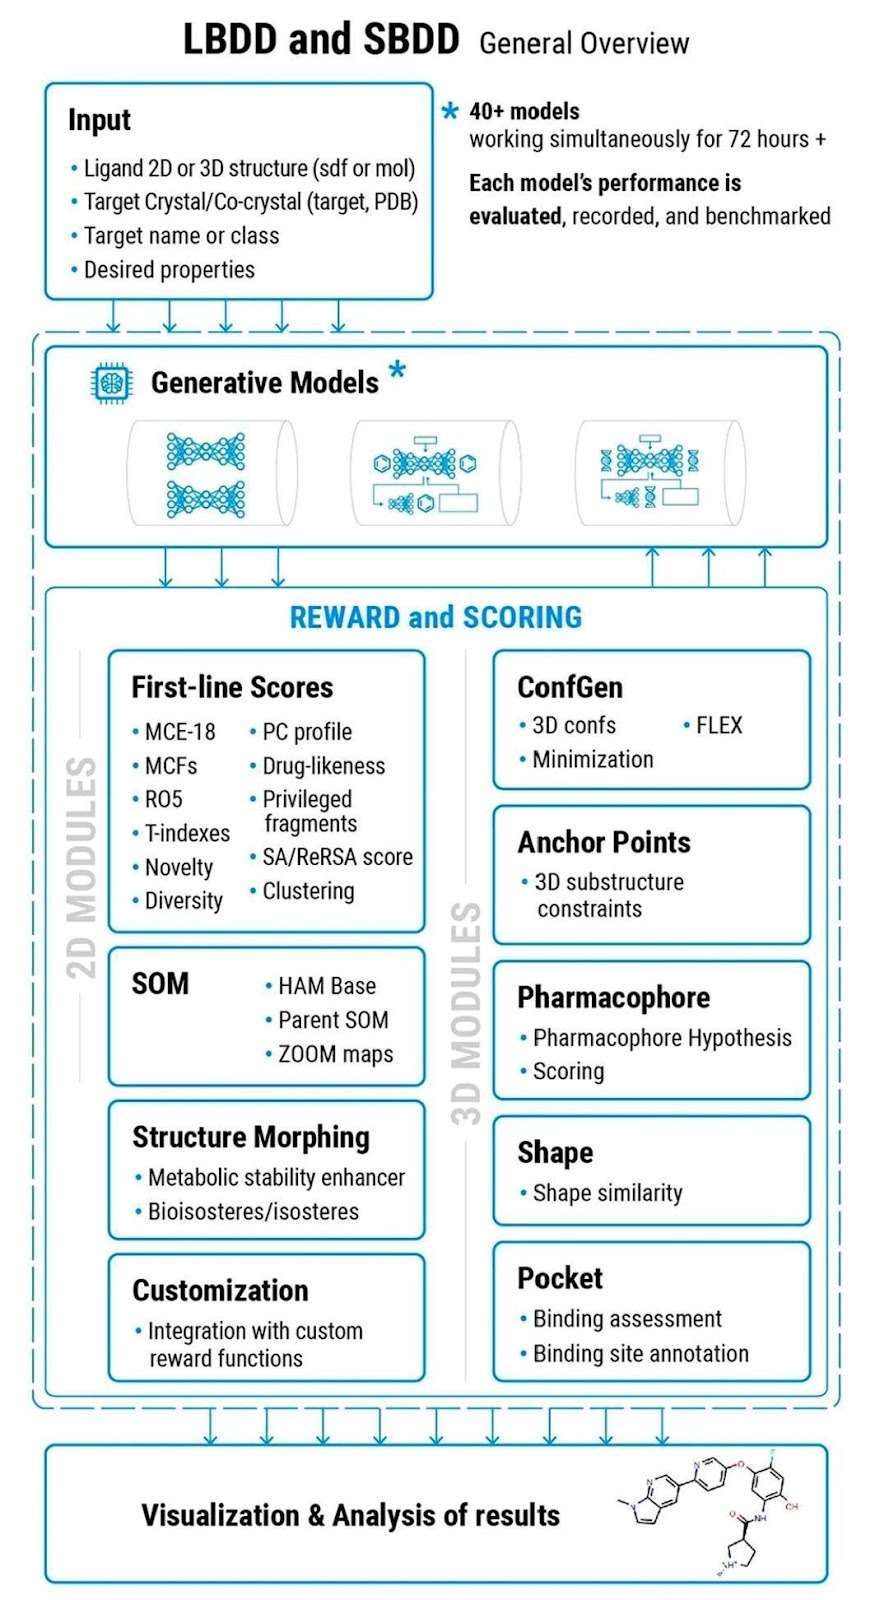 LBDD and SBDD General Overview
Input
• Ligand 2D or 3D structure (sdf or mol)
• Target Crystal/Co-crystal (target, PDB)
• Target name or class
• Desired properties
* 40+ models
working simultaneously for 72 hours +
Each model's performance is
evaluated, recorded, and benchmarked
Generative Models *
REWARD and SCORING
2D MODULES
First-line Scores
• MCE-18
• MCFs
• RO5
• T-indexes
• Novelty
• Diversity
• PC profile
• Drug-likeness
• Privileged
fragments
• SA/ReRSA score
• Clustering
SOM
• HAM Base
• Parent SOM
• ZOOM maps
Structure Morphing
• Metabolic stability enhancer
• Bioisosteres/isosteres
Customization
• Integration with custom
reward functions
3D MODULES
ConfGen
• 3D confs
• Minimization
• FLEX
Anchor Points
• 3D substructure
constraints
Pharmacophore
• Pharmacophore Hypothesis
• Scoring
Shape
• Shape similarity
Pocket
• Binding assessment
• Binding site annotation
Visualization & Analysis of results
N
N
N
O
F
OH
NH
O
NH+